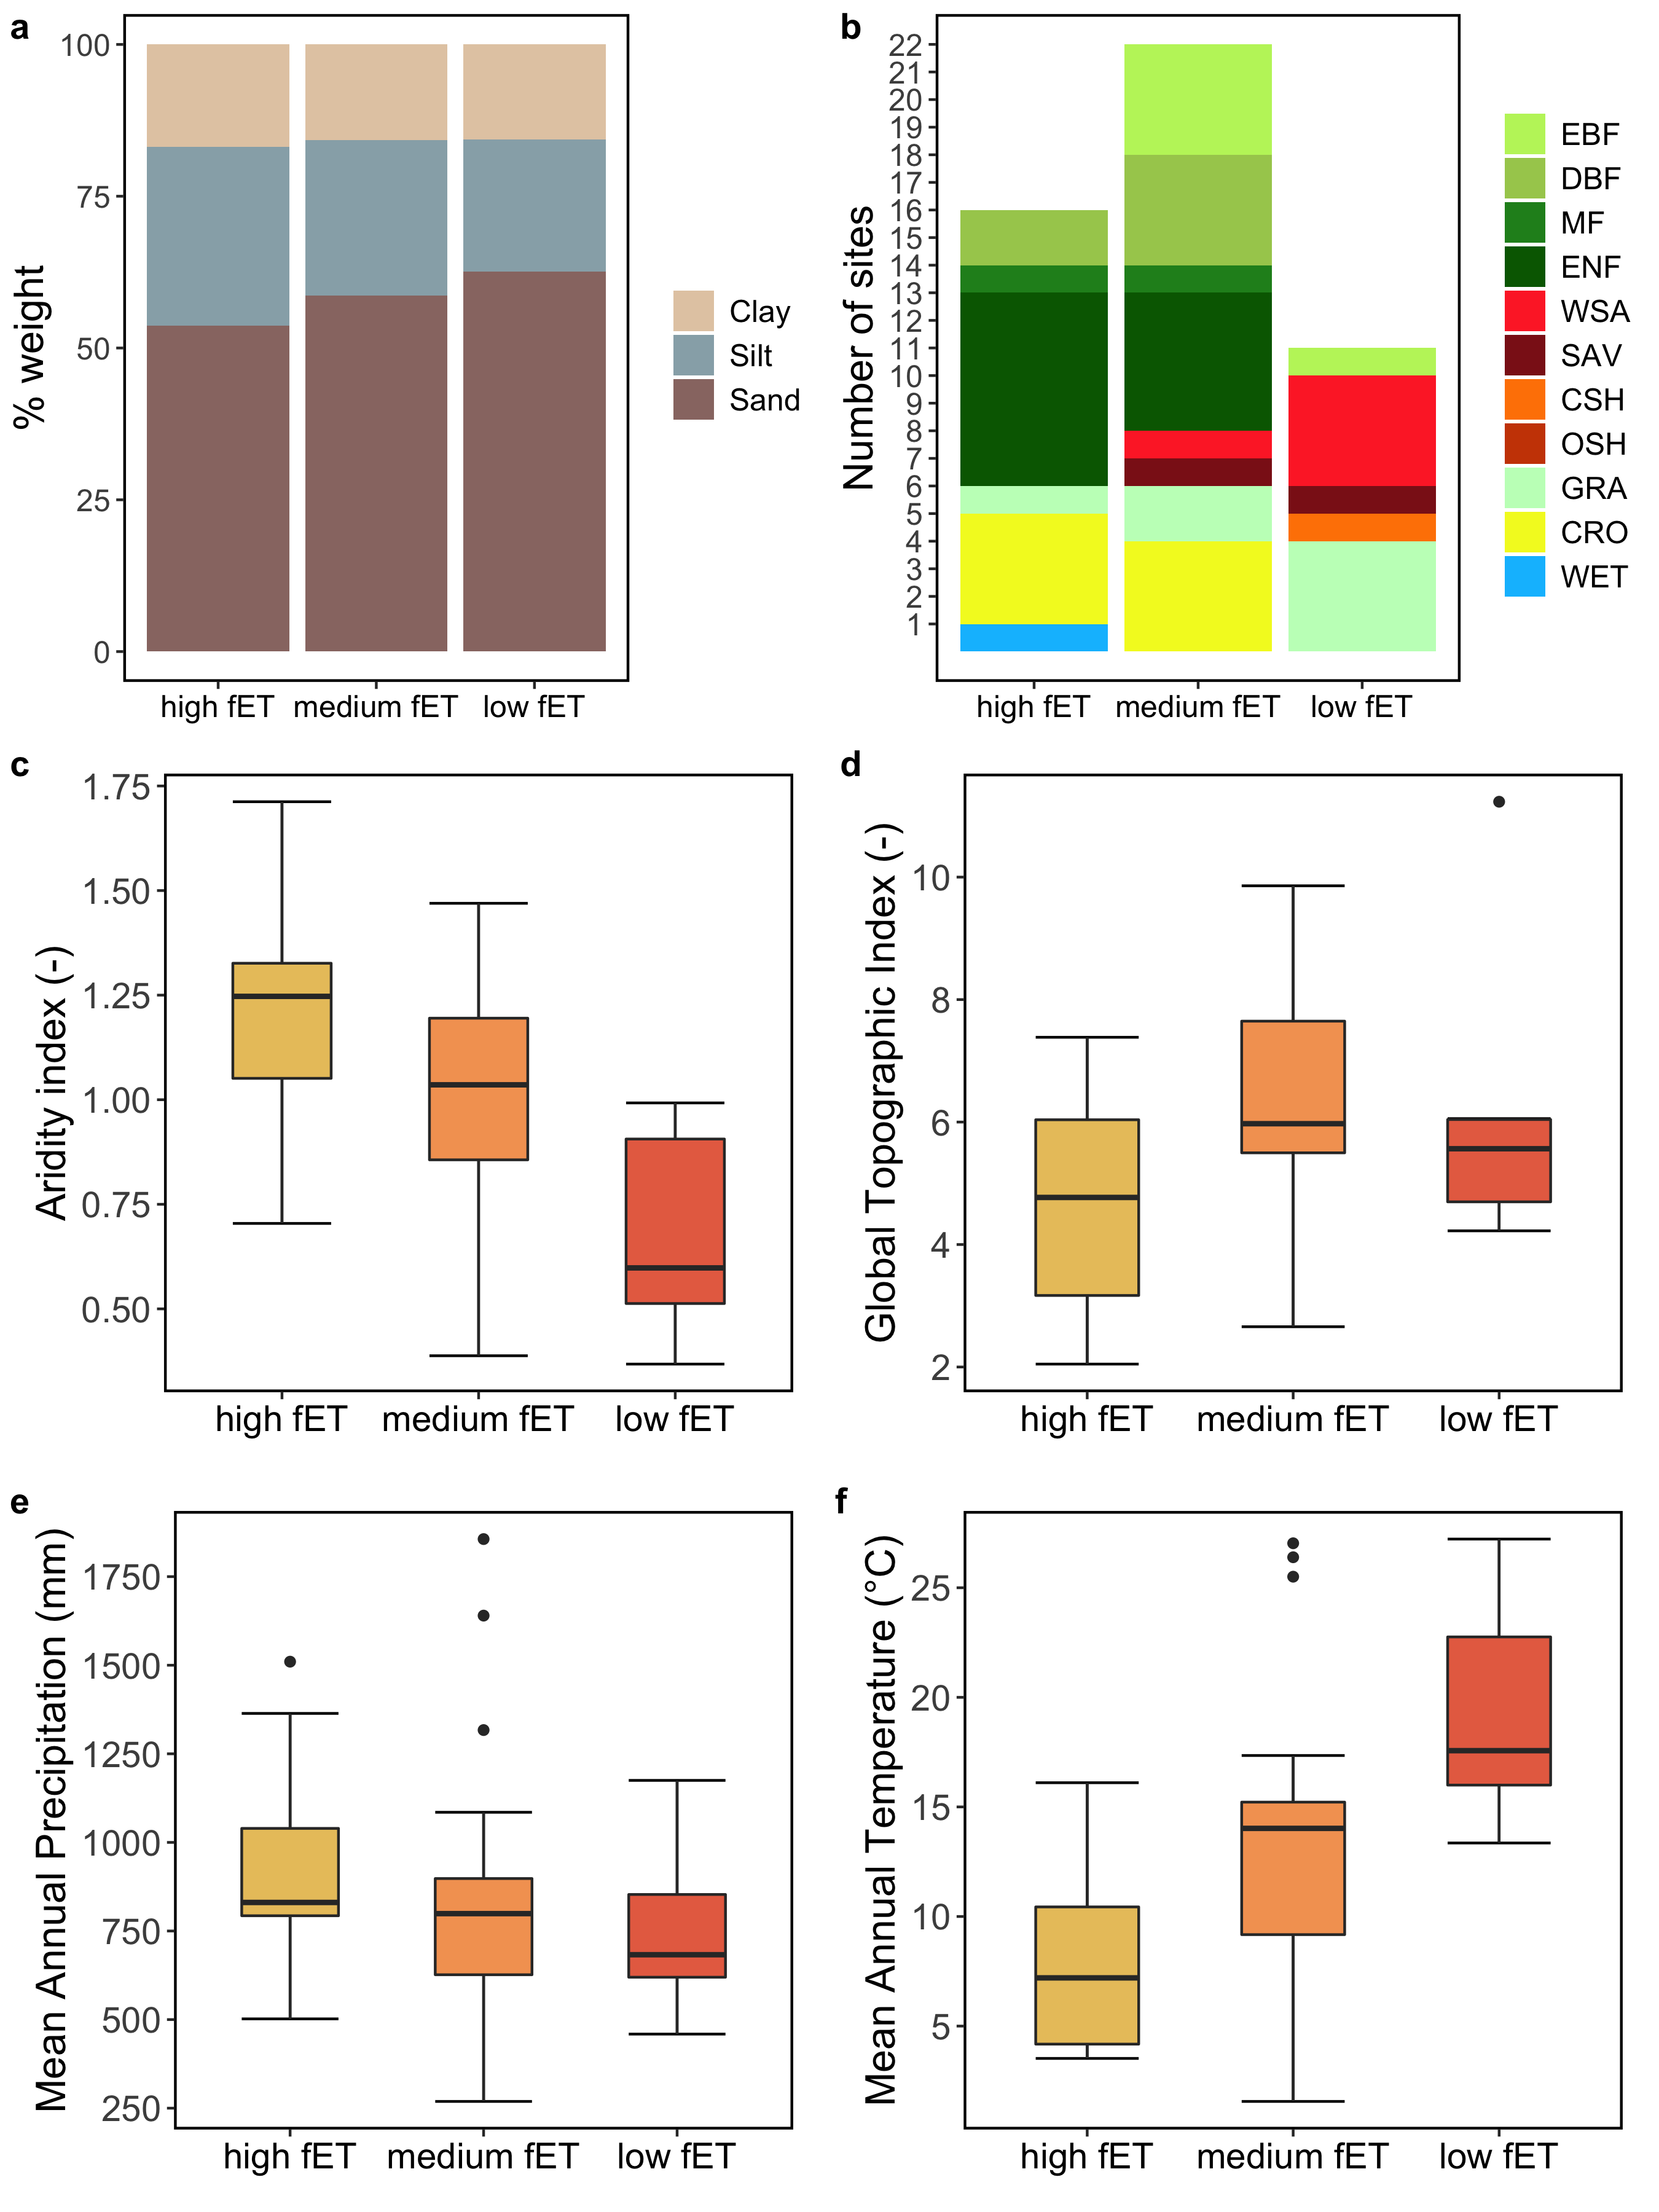 a
% weight
100
75
50
25
0
high fET medium fET low fET
Clay
Silt
Sand
b
Number of sites
22
21
20
19
18
17
16
15
14
13
12
11
10
9
8
7
6
5
4
3
2
1
high fET medium fET low fET
EBF
DBF
MF
ENF
WSA
SAV
CSH
OSH
GRA
CRO
WET
c
Aridity index (-)
1.75
1.50
1.25
1.00
0.75
0.50
high fET medium fET low fET
d
Global Topographic Index (-)
10
8
6
4
2
high fET medium fET low fET
e
Mean Annual Precipitation (mm)
1750
1500
1250
1000
750
500
250
high fET medium fET low fET
f
Mean Annual Temperature (°C)
25
20
15
10
5
high fET medium fET low fET